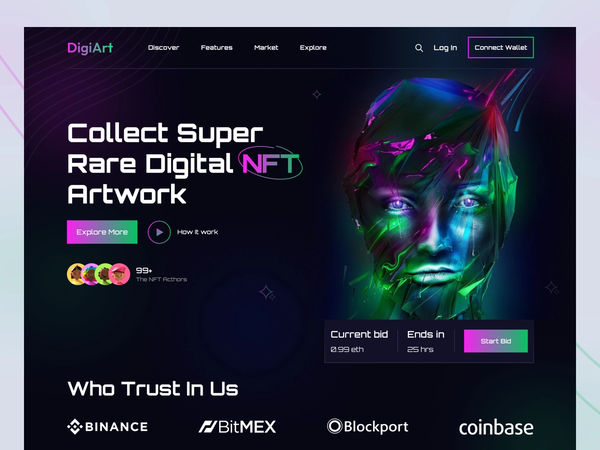 DigiArt Discover Features Market Explore Log In Connect Wallet
Collect Super
Rare Digital NFT
Artwork
Explore More How it work
99+
The NFT Acthors
Current bid Ends in Start Bid
0.99 eth 25 hrs
Who Trust In Us
BINANCE BitMEX Blockport coinbase